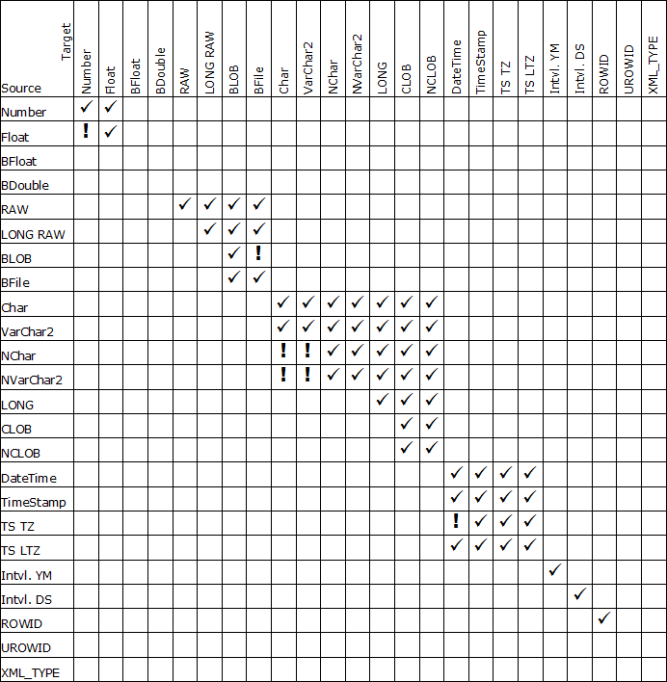 Source Target Number Float BFloat BDouble RAW LONG RAW BLOB BFile Char VarChar2 NChar NVarChar2 LONG CLOB NCLOB DateTime TimeStamp TS TZ TS LTZ Intvl. YM Intvl. DS ROWID UROWID XML_TYPE
Number ✓ ✓
Float ! ✓
BFloat
BDouble
RAW ✓ ✓ ✓ ✓
LONG RAW ✓ ✓ ✓
BLOB ✓ !
BFile ✓ ✓
Char ✓ ✓ ✓ ✓ ✓ ✓ ✓
VarChar2 ✓ ✓ ✓ ✓ ✓ ✓ ✓
NChar ! ! ✓ ✓ ✓ ✓ ✓
NVarChar2 ! ! ✓ ✓ ✓ ✓ ✓
LONG ✓ ✓ ✓
CLOB ✓ ✓
NCLOB ✓ ✓
DateTime ✓ ✓ ✓ ✓
TimeStamp ✓ ✓ ✓ ✓
TS TZ ! ✓ ✓ ✓
TS LTZ ✓ ✓ ✓ ✓
Intvl. YM ✓
Intvl. DS ✓
ROWID ✓
UROWID
XML_TYPE